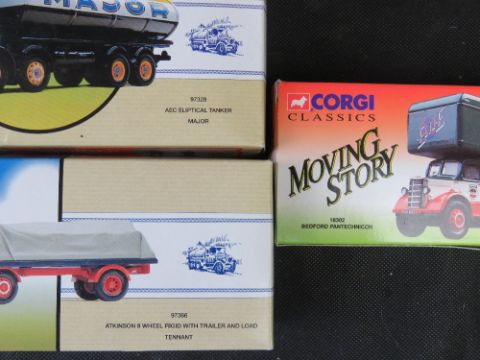 MAJOR
97328
AEC ELIPTICAL TANKER
MAJOR
97366
ATKINSON 8 WHEEL RIGID WITH TRAILER AND LOAD
TENNANT
CORGI
CLASSICS
MOVING
STORY
18302
BEDFORD PANTECHNICON